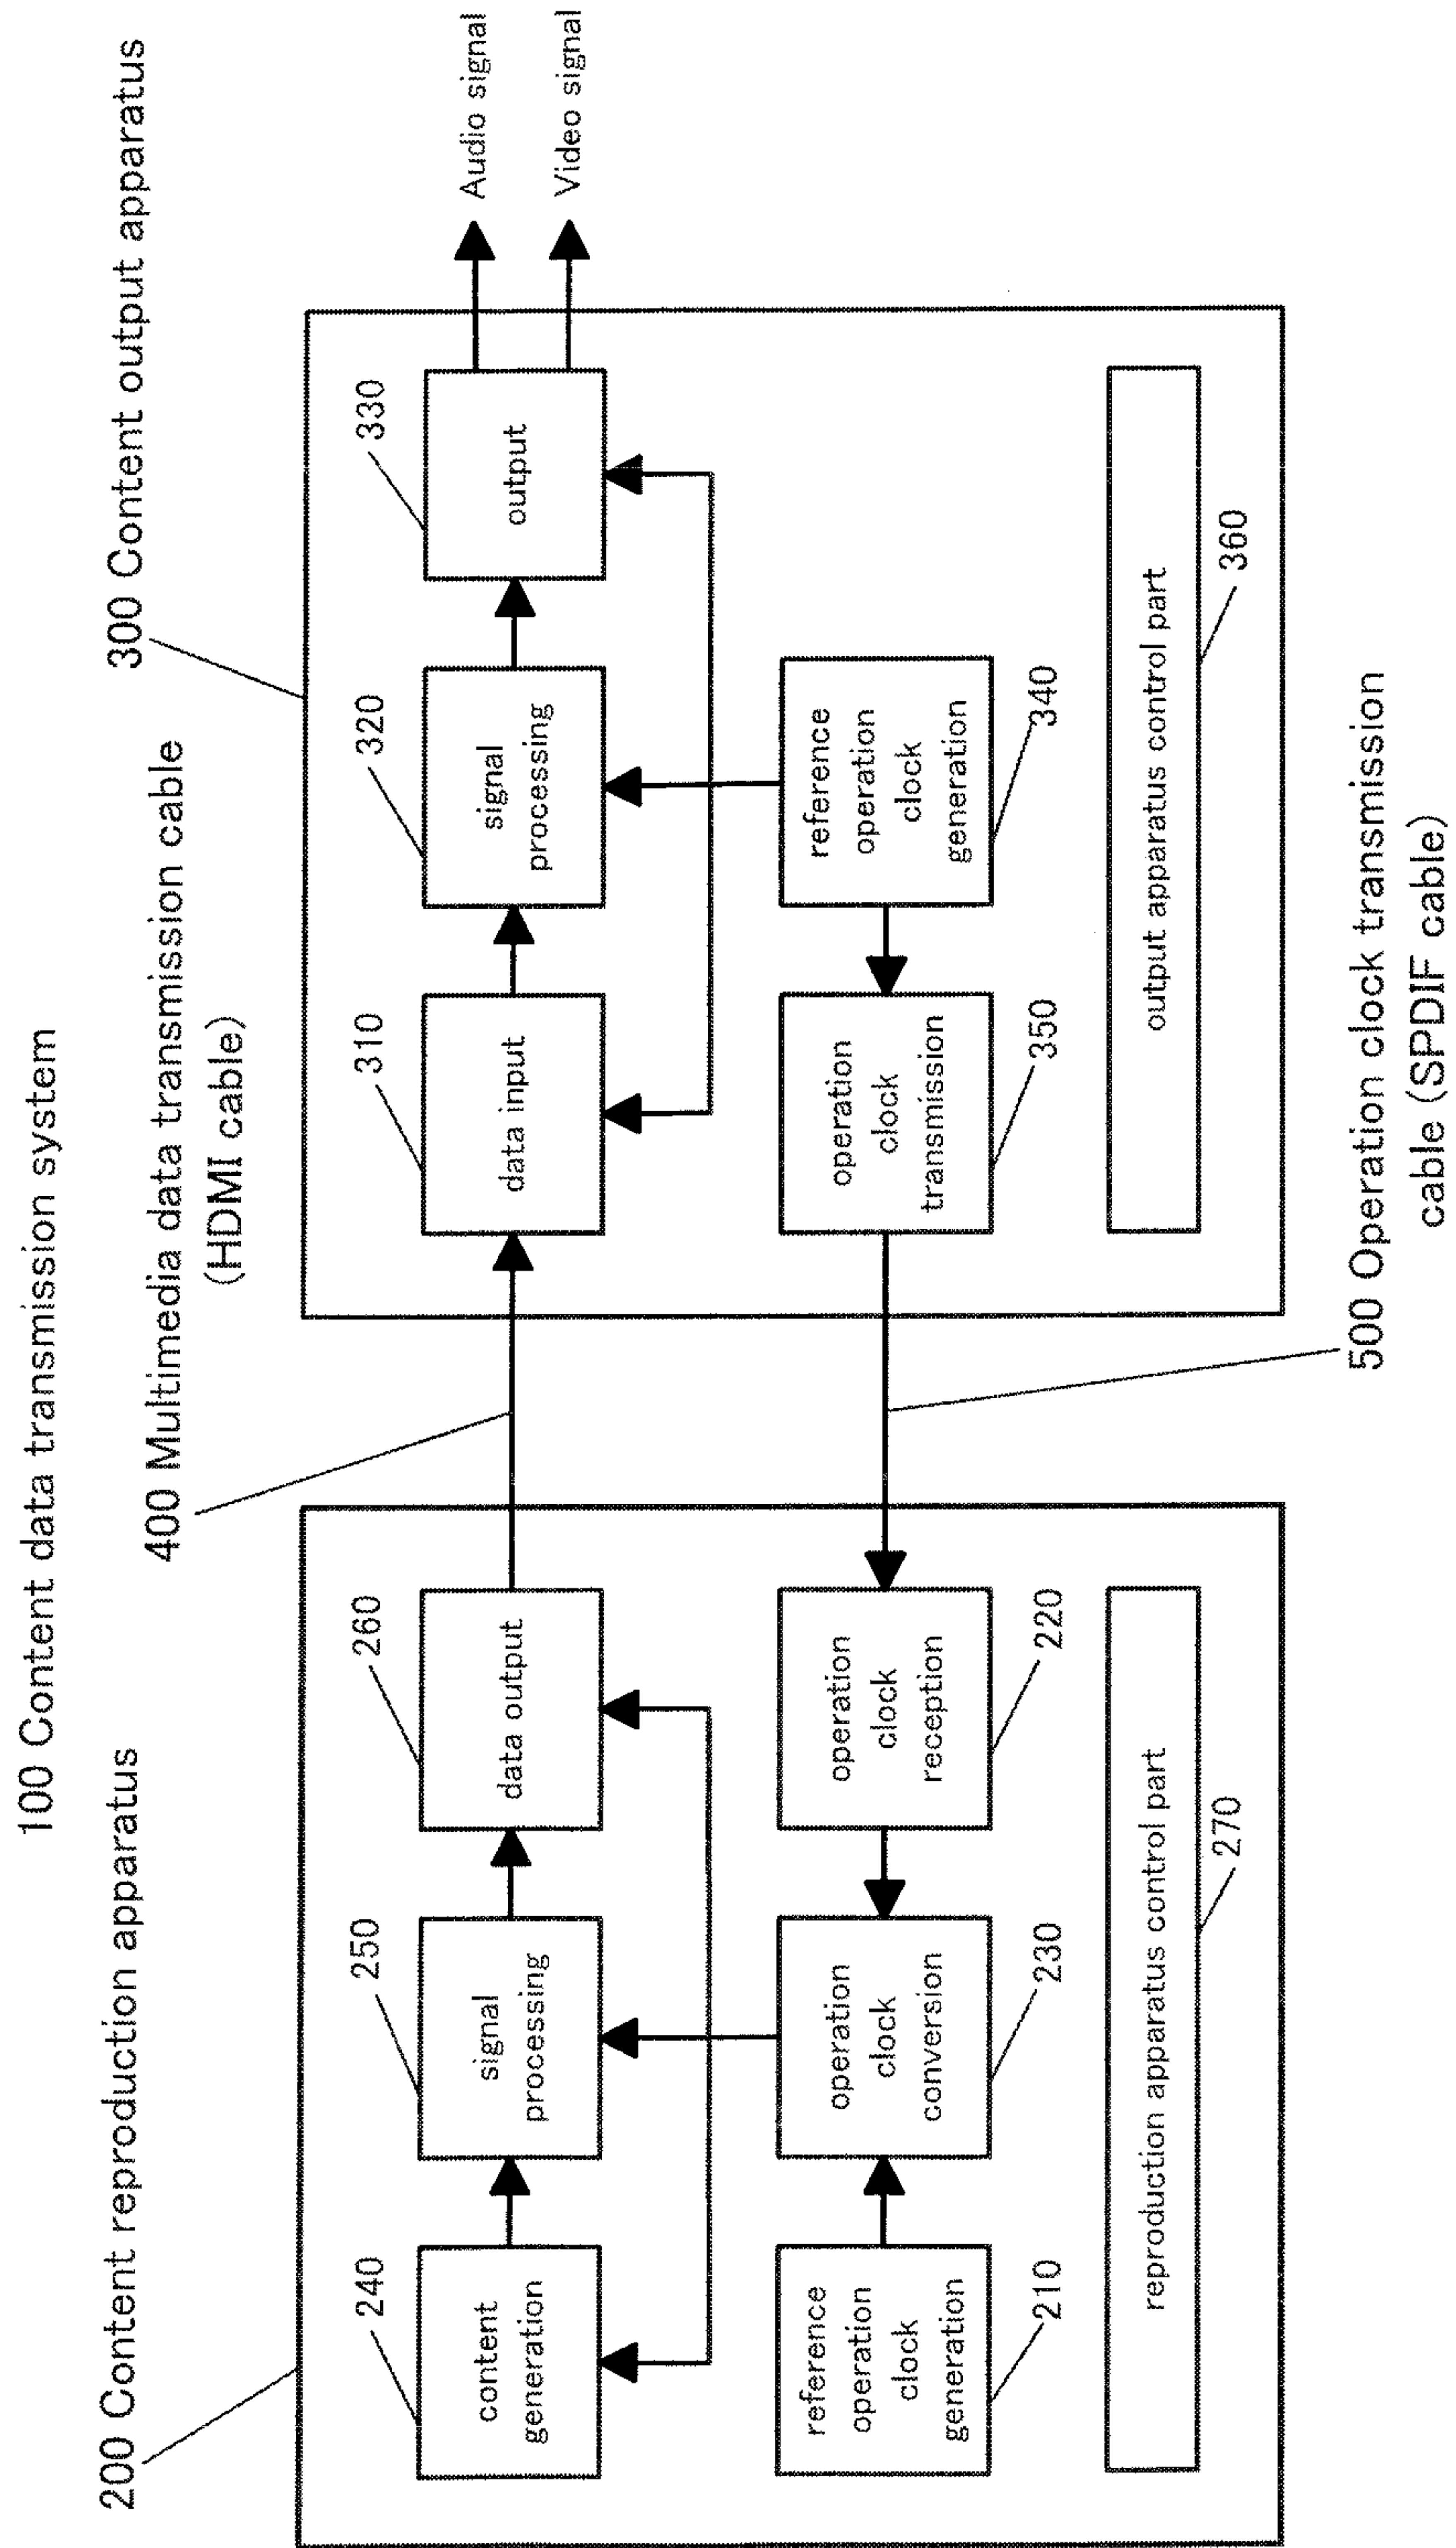 100 Content data transmission system
200 Content reproduction apparatus
400 Multimedia data transmission cable
(HDMI cable)
300 Content output apparatus
240
content
generation
250
signal
processing
260
data output
310
data input
320
signal
processing
330
output
Audio signal
Video signal
reference
operation
clock
generation
210
operation
clock
conversion
230
operation
clock
reception
220
operation
clock
transmission
350
reference
operation
clock
generation
340
reproduction apparatus control part
270
output apparatus control part
360
500 Operation clock transmission
cable (SPDIF cable)